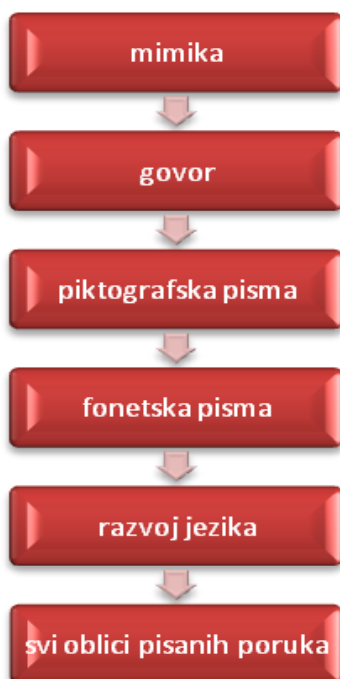 mimika
govor
piktografska pisma
fonetska pisma
razvoj jezika
svi oblici pisanih poruka